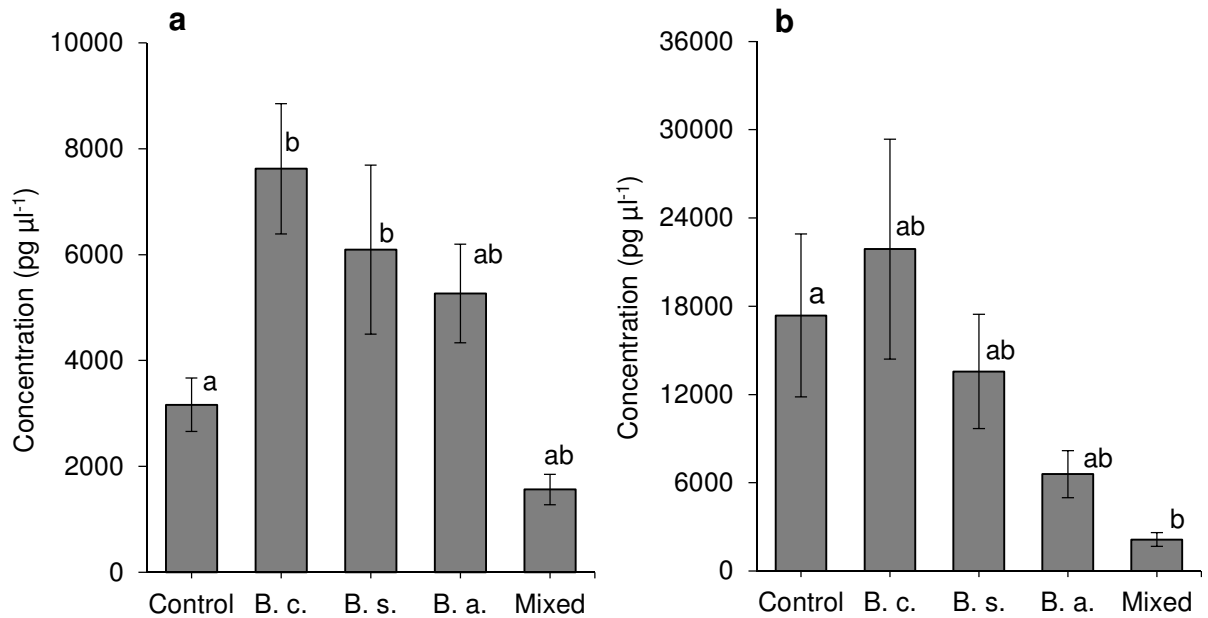 a
Concentration (pg µl-1)
10000
8000
6000
4000
2000
0
a
b
b
ab
ab
Control B. c. B. s. B. a. Mixed
b
Concentration (pg µl-1)
36000
30000
24000
18000
12000
6000
0
a
ab
ab
ab
b
Control B. c. B. s. B. a. Mixed